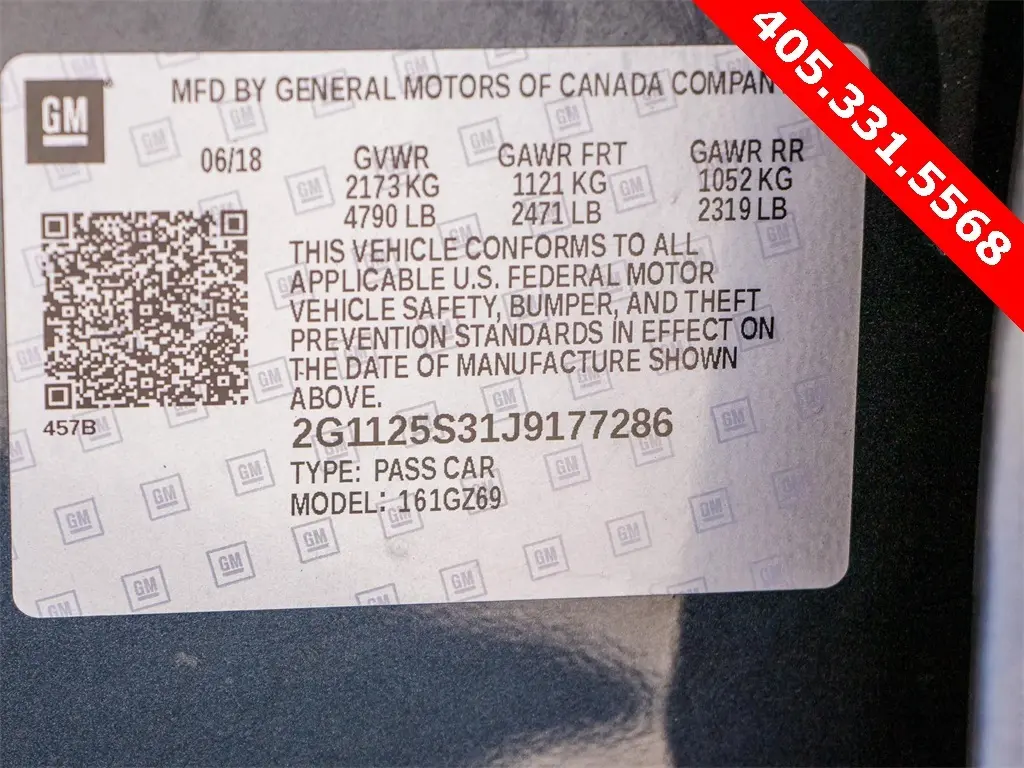 GM
MFD BY GENERAL MOTORS OF CANADA COMPAN
405.331.5568
06/18
GVWR GAWR FRT GAWR RR
2173 KG 1121 KG 1052 KG
4790 LB 2471 LB 2319 LB
THIS VEHICLE CONFORMS TO ALL
APPLICABLE U.S. FEDERAL MOTOR
VEHICLE SAFETY, BUMPER, AND THEFT
PREVENTION STANDARDS IN EFFECT ON
THE DATE OF MANUFACTURE SHOWN
ABOVE.
457B
2G1125S31J9177286
TYPE: PASS CAR
MODEL: 161GZ69